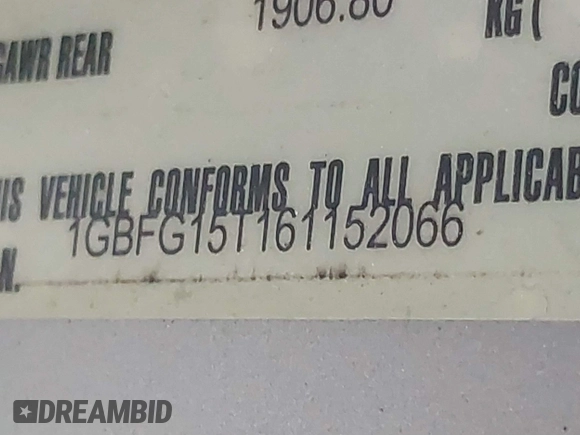 1906.80 KG (
GAWR REAR
CO
IS VEHICLE CONFORMS TO ALL APPLICAB
1GBFG15T161152066
N.
DREAMBID